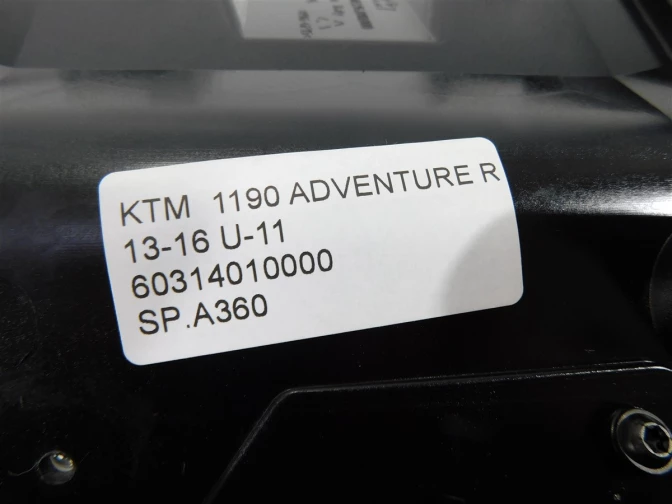 KTM 1190 ADVENTURE R
13-16 U-11
60314010000
SP.A360